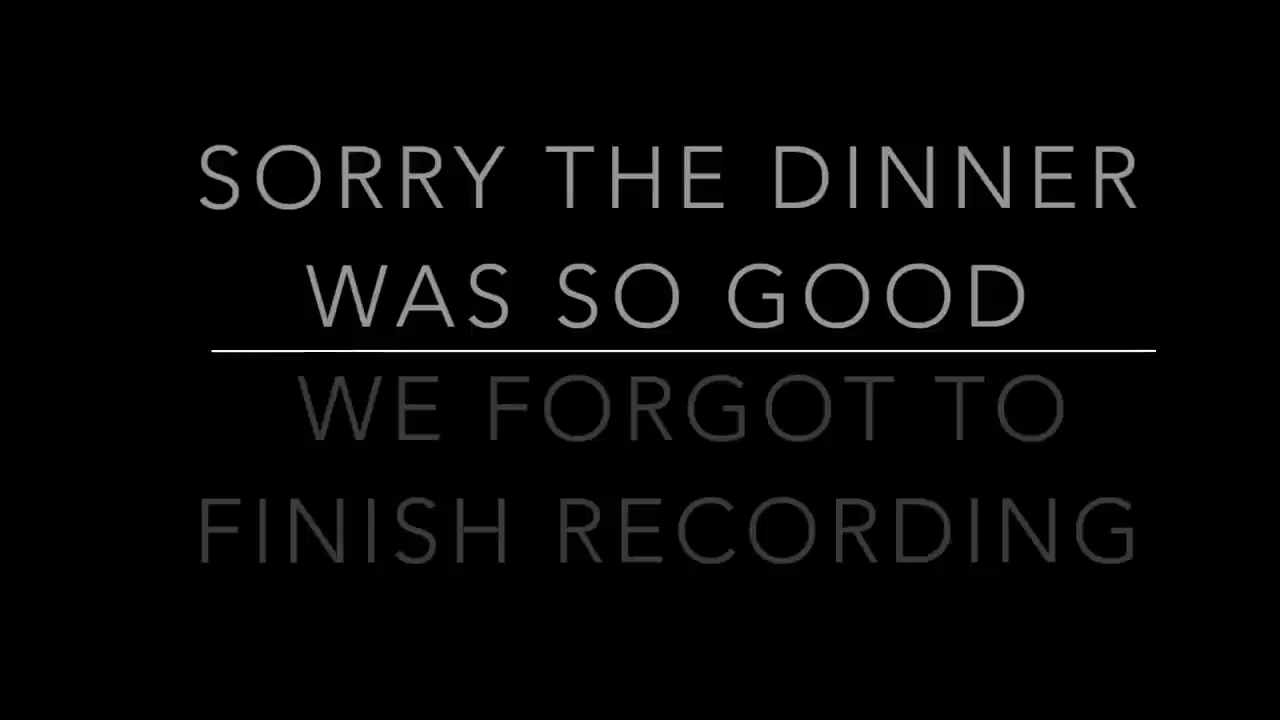 SORRY THE DINNER
WAS SO GOOD
WE FORGOT TO
FINISH RECORDING